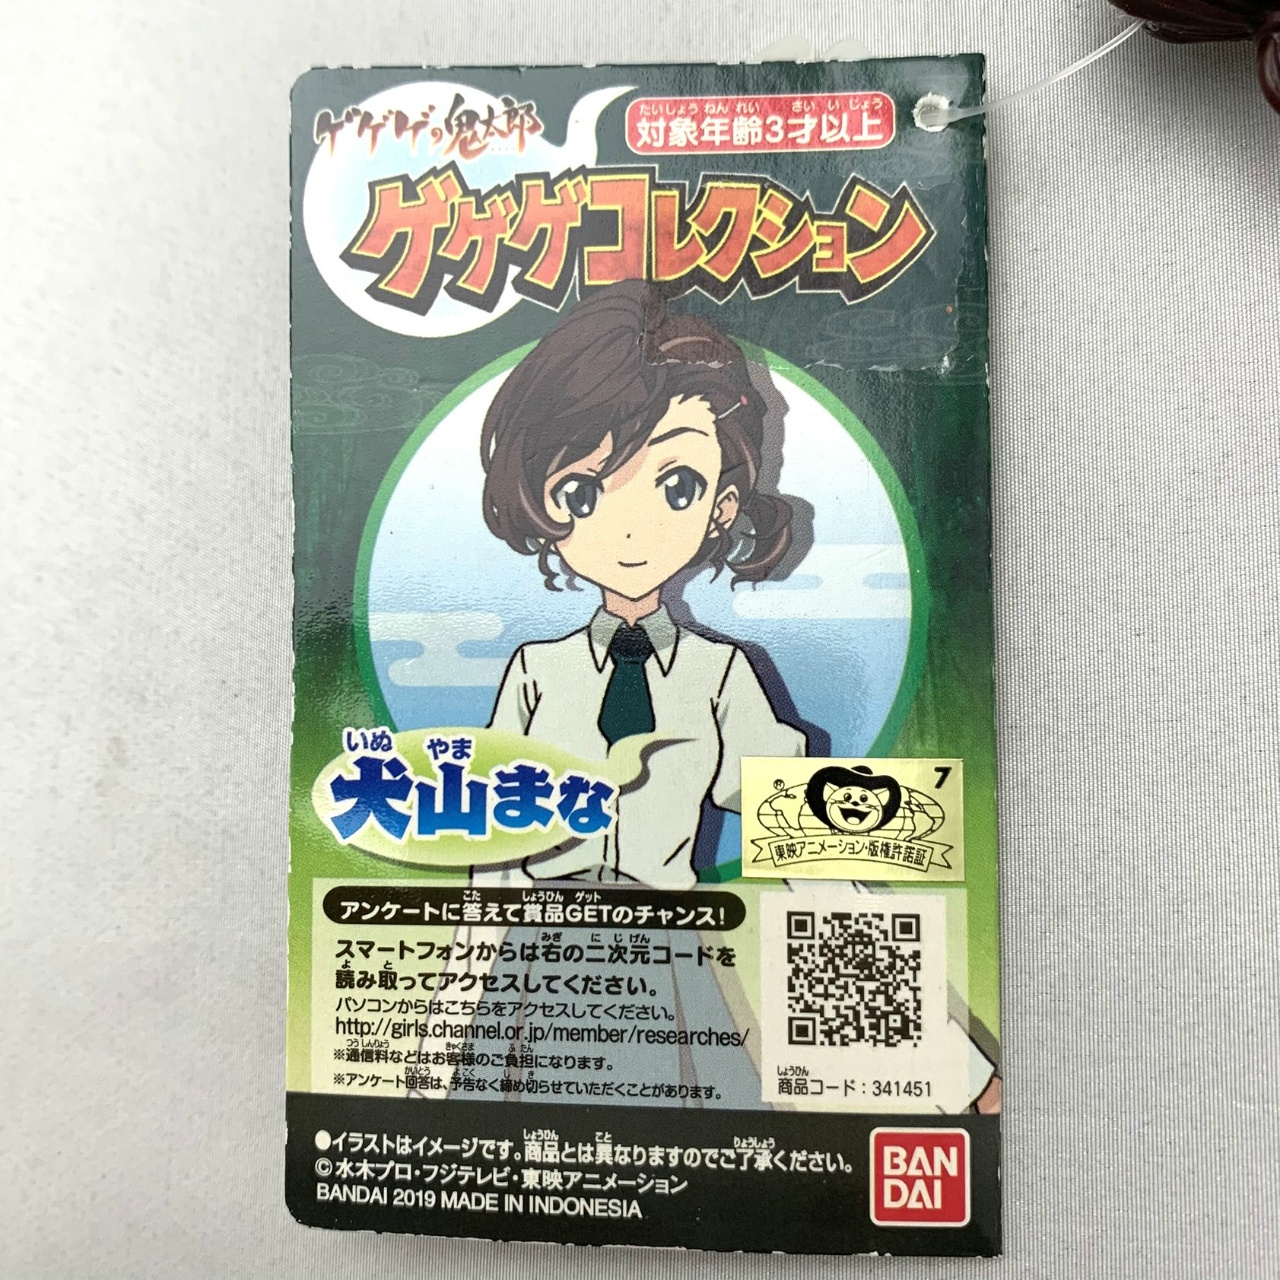 ゲゲゲの鬼太郎
たいしょう ねん れい さい い じょう
対象年齢3才以上
ゲゲゲコレクション
いぬ やま
犬山まな
7
®
東映アニメーション・版権許諾証
こた しょうひん ゲット
アンケートに答えて賞品GETのチャンス!
みぎ に じ げん
スマートフォンからは右の二次元コードを
よ と
読み取ってアクセスしてください。
パソコンからはこちらをアクセスしてください。
http://girls.channel.or.jp/member/researches/
つうしんりょう きゃくさま ふ たん
※通信料などはお客様のご負担になります。
かいとう よこく し き
※アンケート回答は、予告なく締め切らせていただくことがあります。
しょうひん
商品コード:341451
しょうひん こと りょうしょう
●イラストはイメージです。商品とは異なりますのでご了承ください。
©水木プロ・フジテレビ・東映アニメーション
BANDAI 2019 MADE IN INDONESIA
BAN
DAI